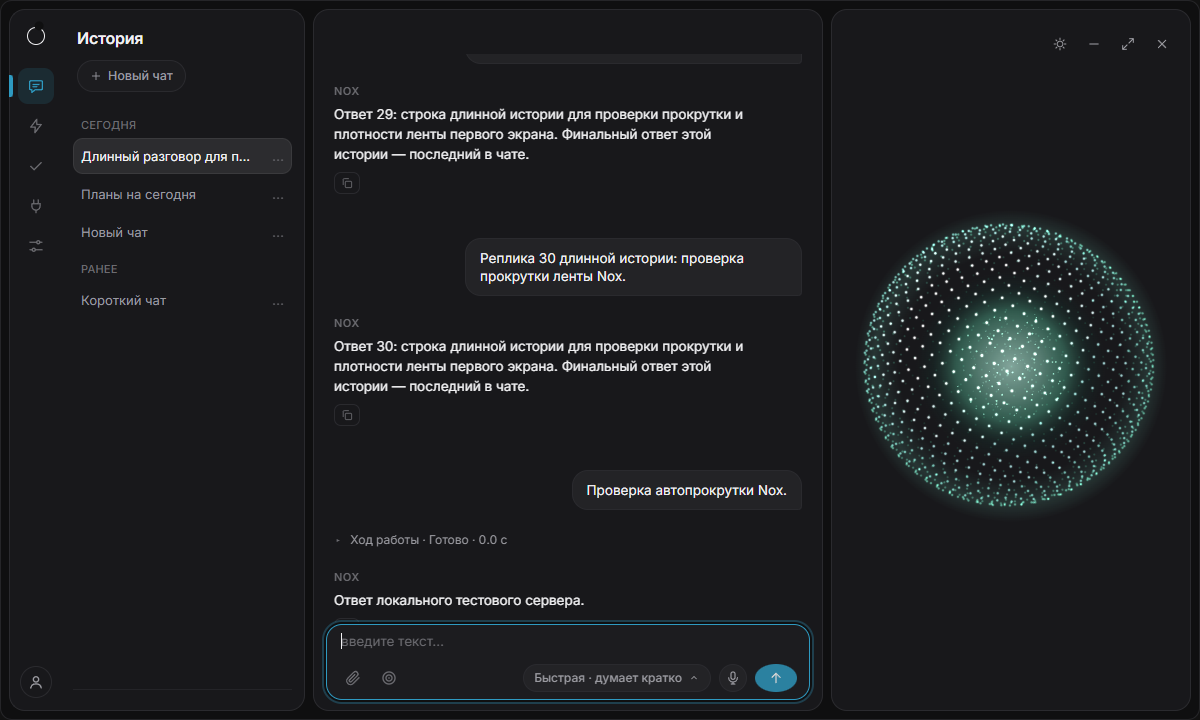 История
+ Новый чат
СЕГОДНЯ
Длинный разговор для п... ...
Планы на сегодня ...
Новый чат ...
РАНЕЕ
Короткий чат ...
NOX
Ответ 29: строка длинной истории для проверки прокрутки и
плотности ленты первого экрана. Финальный ответ этой
истории — последний в чате.
Реплика 30 длинной истории: проверка
прокрутки ленты Nox.
NOX
Ответ 30: строка длинной истории для проверки прокрутки и
плотности ленты первого экрана. Финальный ответ этой
истории — последний в чате.
Проверка автопрокрутки Nox.
Ход работы · Готово · 0.0 с
NOX
Ответ локального тестового сервера.
введите текст...
Быстрая · думает кратко